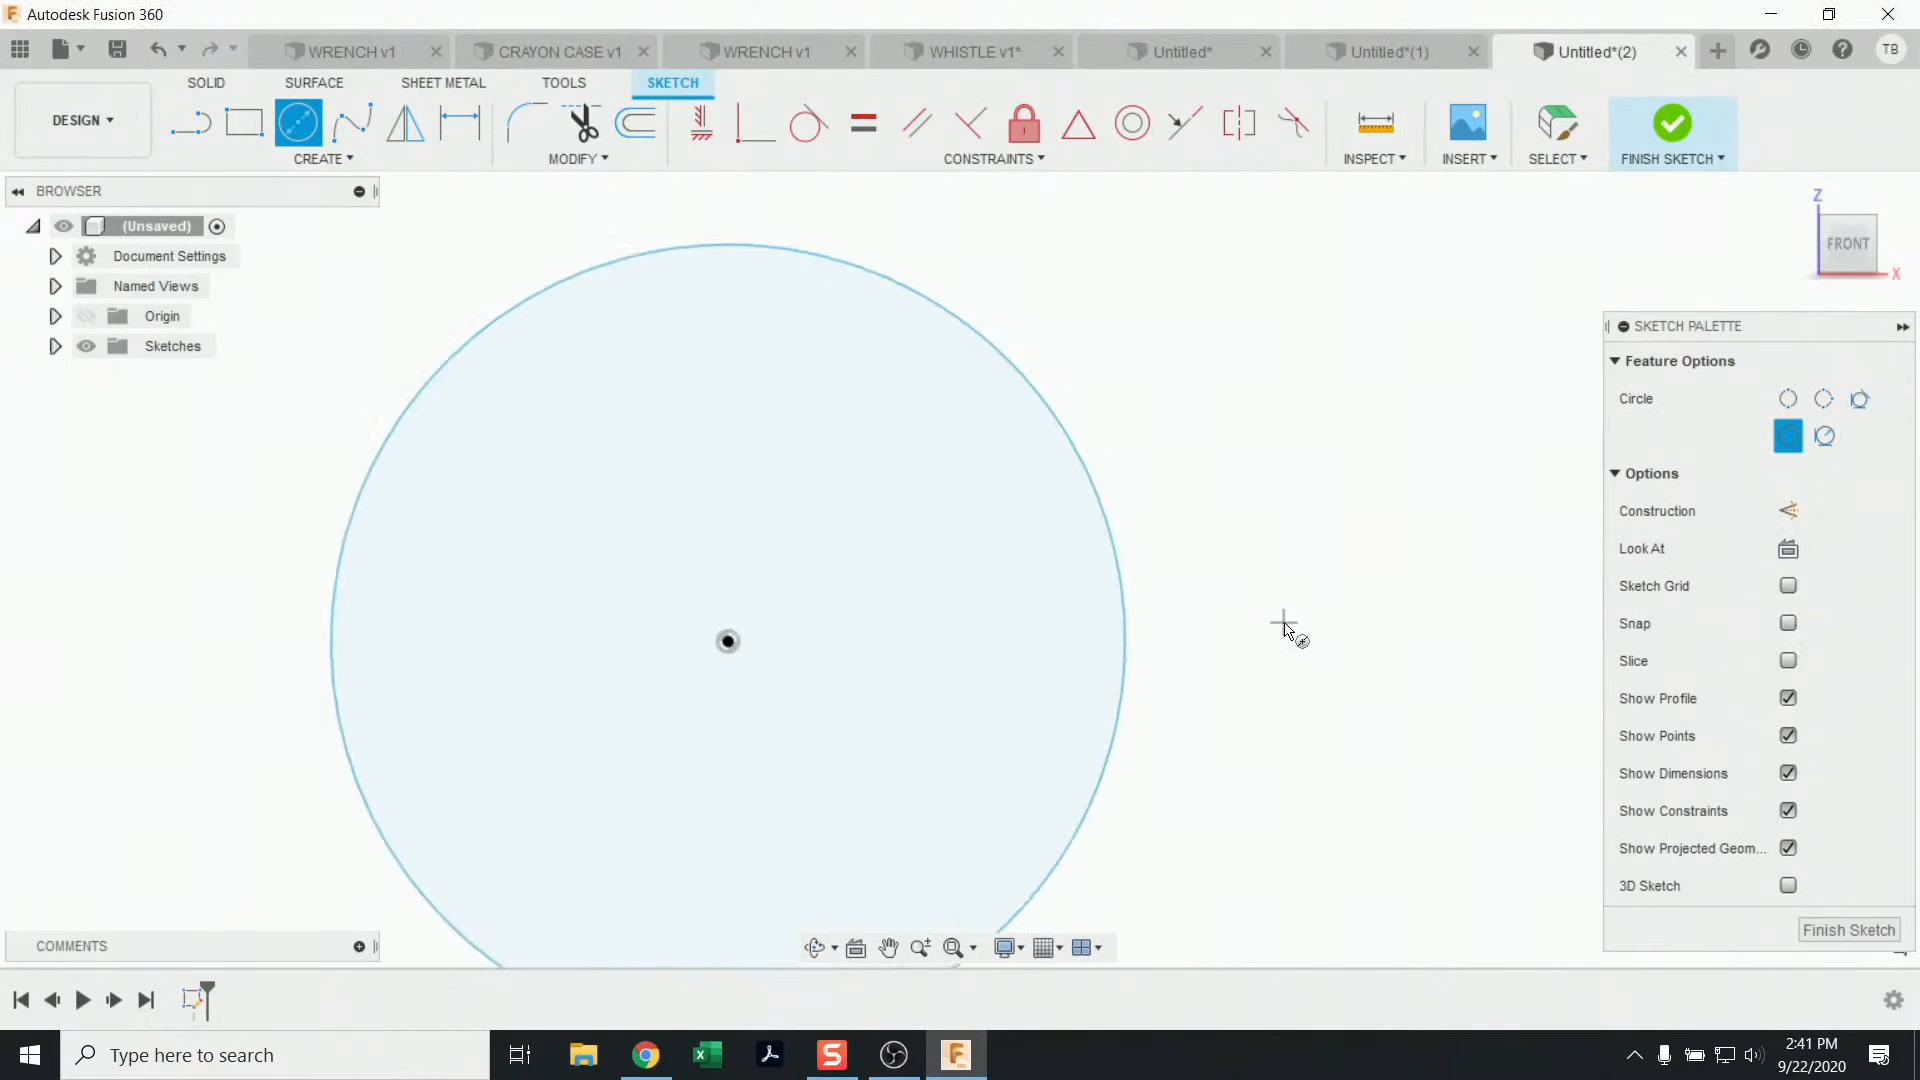 Autodesk Fusion 360
WRENCH v1
CRAYON CASE v1
WRENCH v1
WHISTLE v1*
Untitled*
Untitled*(1)
Untitled*(2)
TB
SOLID
SURFACE
SHEET METAL
TOOLS
SKETCH
DESIGN
CREATE
MODIFY
CONSTRAINTS
INSPECT
INSERT
SELECT
FINISH SKETCH
BROWSER
(Unsaved)
Document Settings
Named Views
Origin
Sketches
Z
FRONT
X
SKETCH PALETTE
Feature Options
Circle
Options
Construction
Look At
Sketch Grid
Snap
Slice
Show Profile
Show Points
Show Dimensions
Show Constraints
Show Projected Geom...
3D Sketch
Finish Sketch
COMMENTS
Type here to search
2:41 PM
9/22/2020